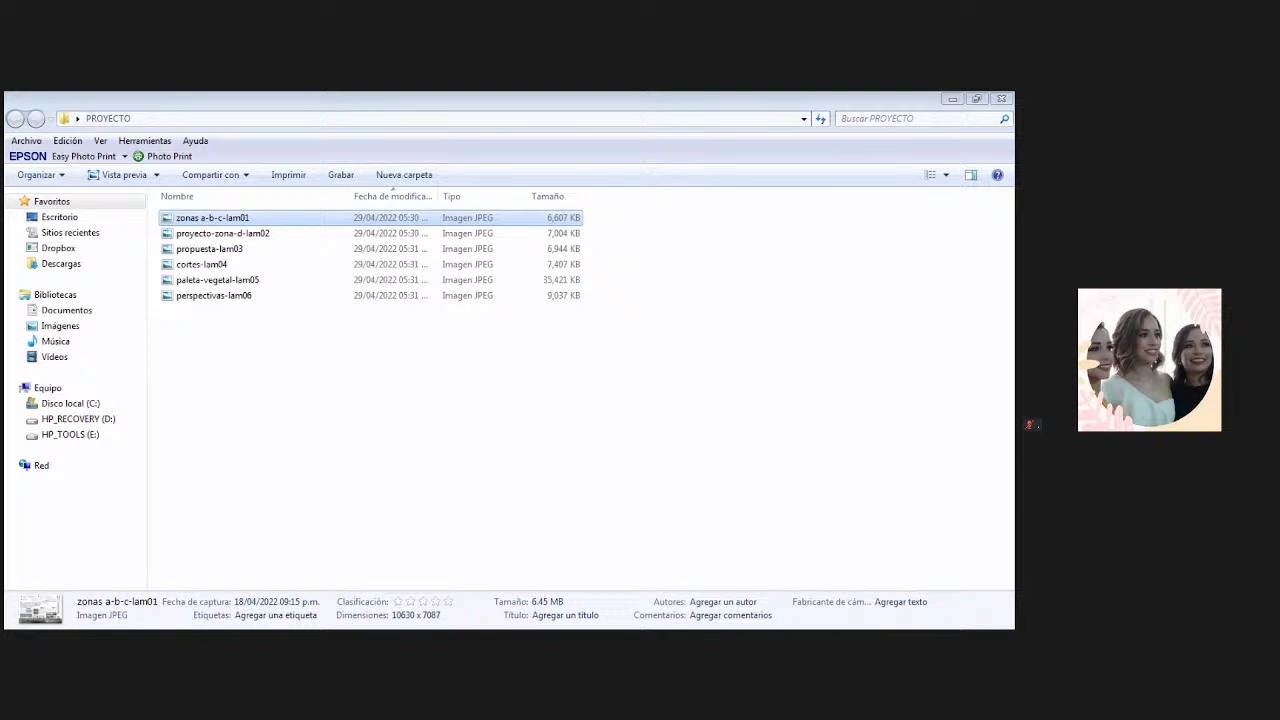 PROYECTO
Buscar PROYECTO
Archivo Edición Ver Herramientas Ayuda
EPSON Easy Photo Print Photo Print
Organizar Vista previa Compartir con Imprimir Grabar Nueva carpeta
Nombre Fecha de modifica... Tipo Tamaño
zonas a-b-c-lam01 29/04/2022 05:30 ... Imagen JPEG 6,607 KB
proyecto-zona-d-lam02 29/04/2022 05:30 ... Imagen JPEG 7,004 KB
propuesta-lam03 29/04/2022 05:31 ... Imagen JPEG 6,944 KB
cortes-lam04 29/04/2022 05:31 ... Imagen JPEG 7,407 KB
paleta-vegetal-lam05 29/04/2022 05:31 ... Imagen JPEG 35,421 KB
perspectivas-lam06 29/04/2022 05:31 ... Imagen JPEG 9,037 KB
Favoritos
Escritorio
Sitios recientes
Dropbox
Descargas
Bibliotecas
Documentos
Imágenes
Música
Vídeos
Equipo
Disco local (C:)
HP_RECOVERY (D:)
HP_TOOLS (E:)
Red
zonas a-b-c-lam01 Fecha de captura: 18/04/2022 09:15 p.m. Clasificación: Tamaño: 6.45 MB Autores: Agregar un autor Fabricante de cám... Agregar texto
Imagen JPEG Etiquetas: Agregar una etiqueta Dimensiones: 10630 x 7087 Título: Agregar un título Comentarios: Agregar comentarios